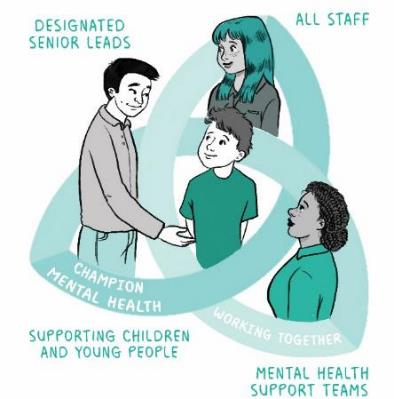 DESIGNATED
SENIOR LEADS
ALL STAFF
CHAMPION
MENTAL HEALTH
WORKING TOGETHER
SUPPORTING CHILDREN
AND YOUNG PEOPLE
MENTAL HEALTH
SUPPORT TEAMS